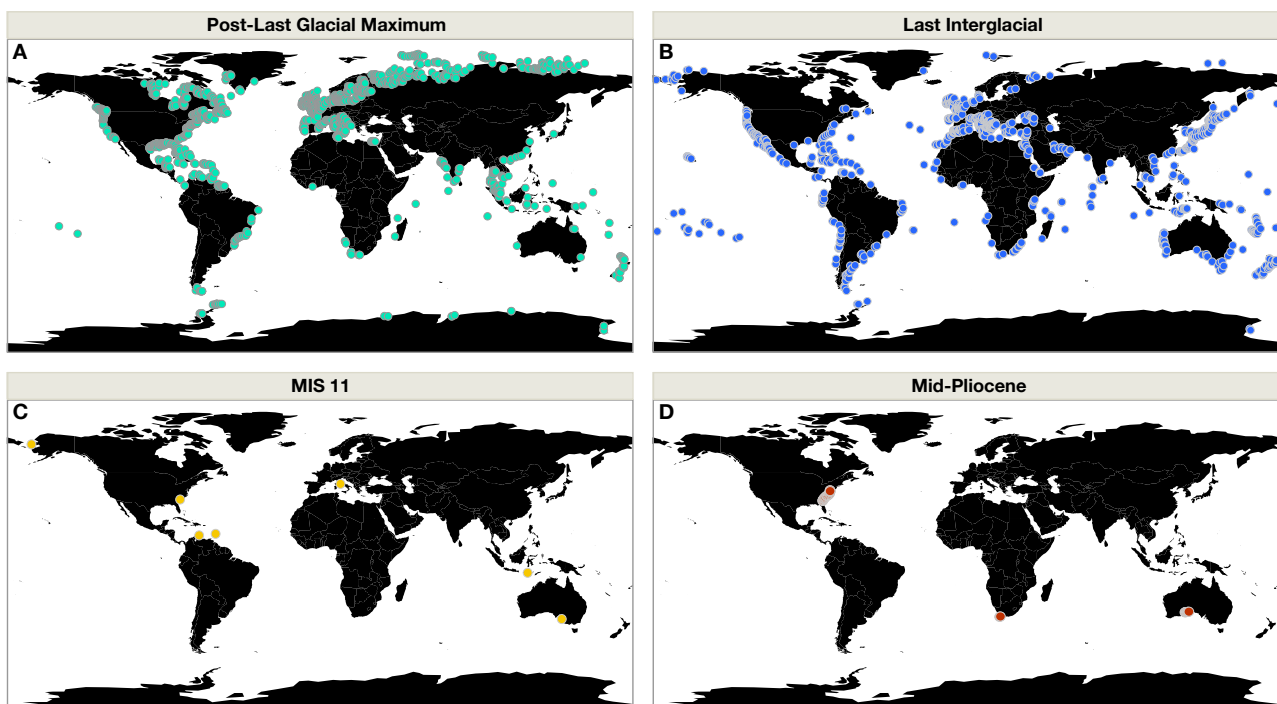 Post-Last Glacial Maximum
Last Interglacial
A
B
MIS 11
Mid-Pliocene
C
D